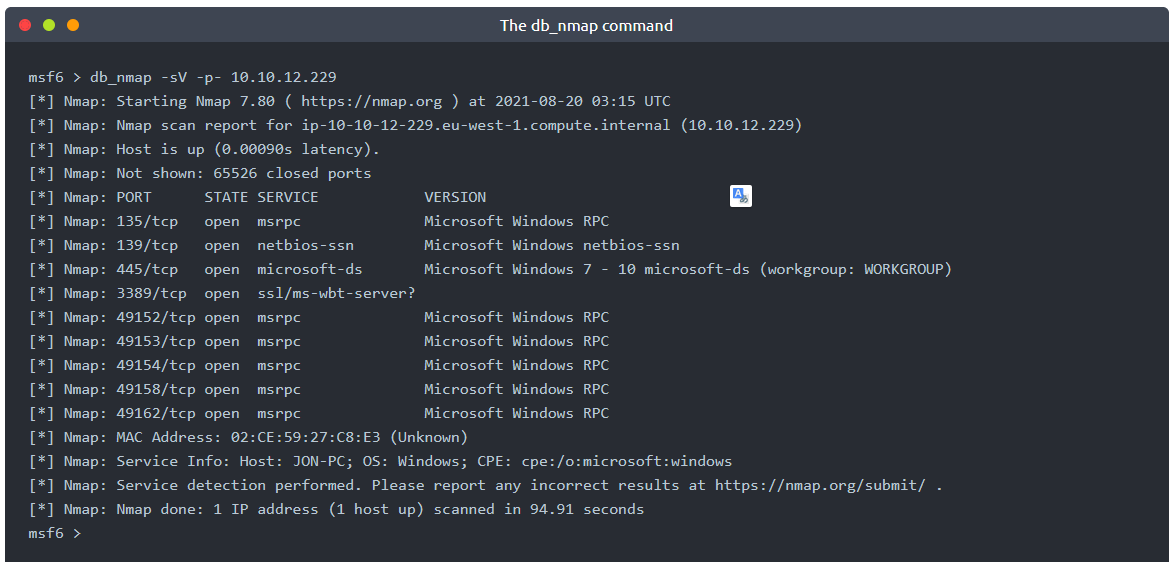 The db_nmap command
msf6 > db_nmap -sV -p- 10.10.12.229
[*] Nmap: Starting Nmap 7.80 ( https://nmap.org ) at 2021-08-20 03:15 UTC
[*] Nmap: Nmap scan report for ip-10-10-12-229.eu-west-1.compute.internal (10.10.12.229)
[*] Nmap: Host is up (0.00090s latency).
[*] Nmap: Not shown: 65526 closed ports
[*] Nmap: PORT      STATE SERVICE            VERSION
[*] Nmap: 135/tcp   open  msrpc              Microsoft Windows RPC
[*] Nmap: 139/tcp   open  netbios-ssn        Microsoft Windows netbios-ssn
[*] Nmap: 445/tcp   open  microsoft-ds       Microsoft Windows 7 - 10 microsoft-ds (workgroup: WORKGROUP)
[*] Nmap: 3389/tcp  open  ssl/ms-wbt-server?
[*] Nmap: 49152/tcp open  msrpc              Microsoft Windows RPC
[*] Nmap: 49153/tcp open  msrpc              Microsoft Windows RPC
[*] Nmap: 49154/tcp open  msrpc              Microsoft Windows RPC
[*] Nmap: 49158/tcp open  msrpc              Microsoft Windows RPC
[*] Nmap: 49162/tcp open  msrpc              Microsoft Windows RPC
[*] Nmap: MAC Address: 02:CE:59:27:C8:E3 (Unknown)
[*] Nmap: Service Info: Host: JON-PC; OS: Windows; CPE: cpe:/o:microsoft:windows
[*] Nmap: Service detection performed. Please report any incorrect results at https://nmap.org/submit/ .
[*] Nmap: Nmap done: 1 IP address (1 host up) scanned in 94.91 seconds
msf6 >